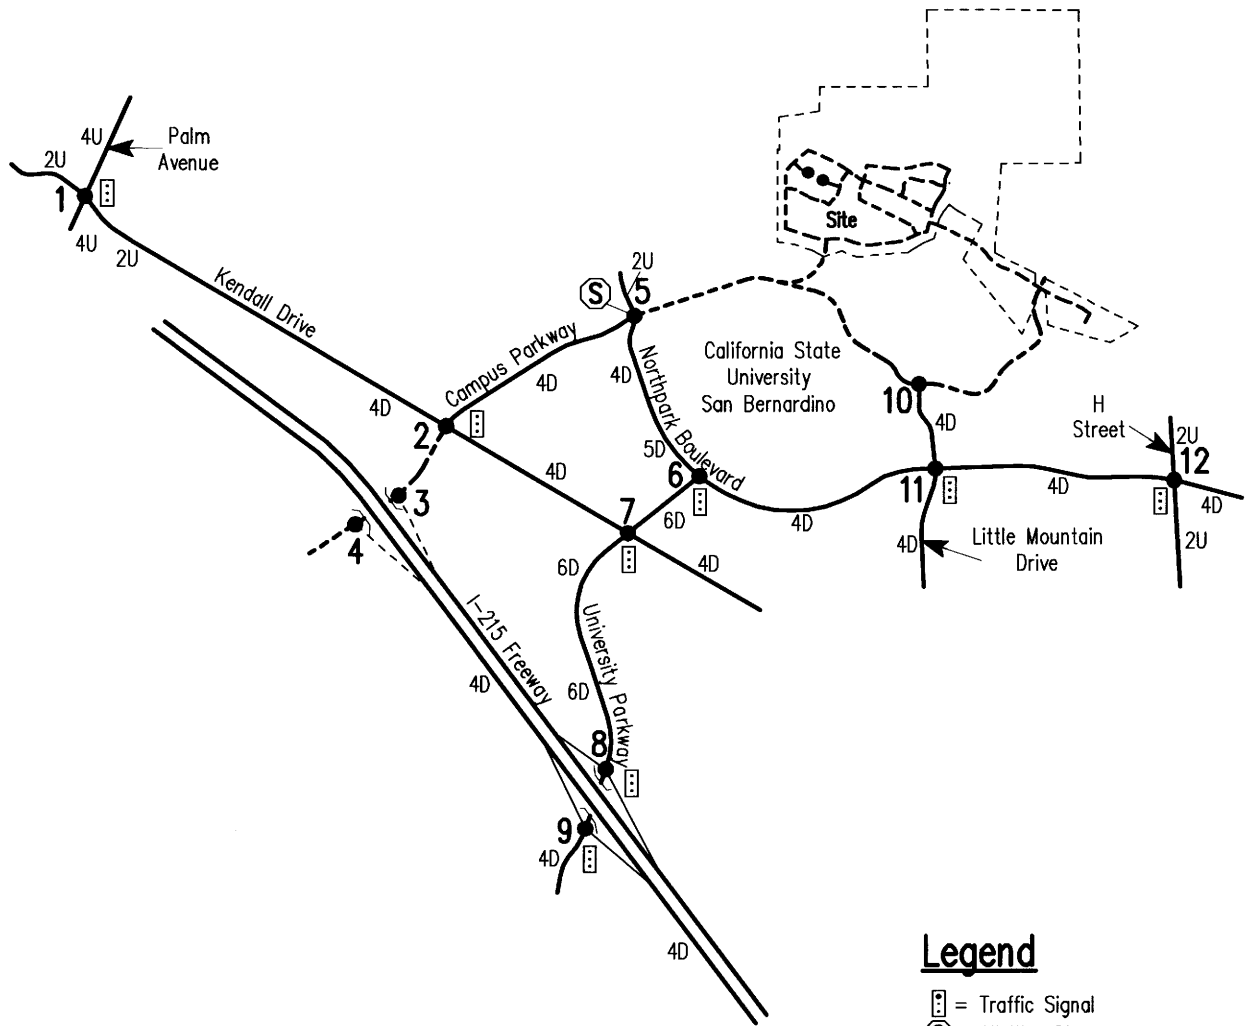 4U
Palm
Avenue
2U
1
4U
2U
Kendall Drive
Site
2U
S
5
Campus Parkway
4D
4D
Northpark Boulevard
California State
University
San Bernardino
4D
2
10
4D
H
Street
2U
12
5D
6
4D
3
4
7
6D
4D
11
4D
4D
2U
4D
Little Mountain
Drive
6D
4D
I-215 Freeway
4D
University Parkway
6D
8
9
4D
4D
Legend
= Traffic Signal